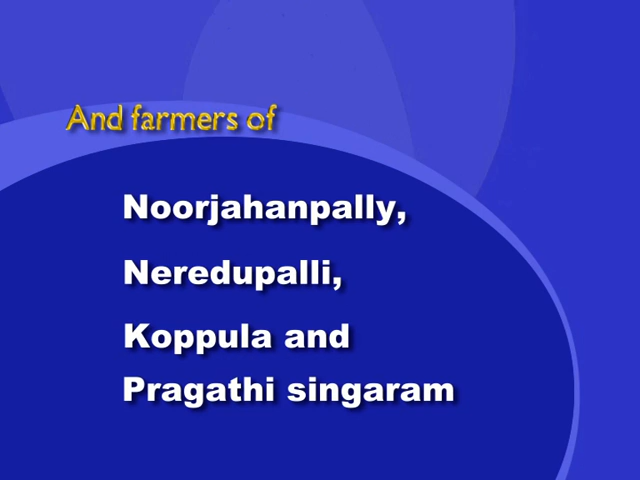 And farmers of
Noorjahanpally,
Neredupalli,
Koppula and
Pragathi singaram